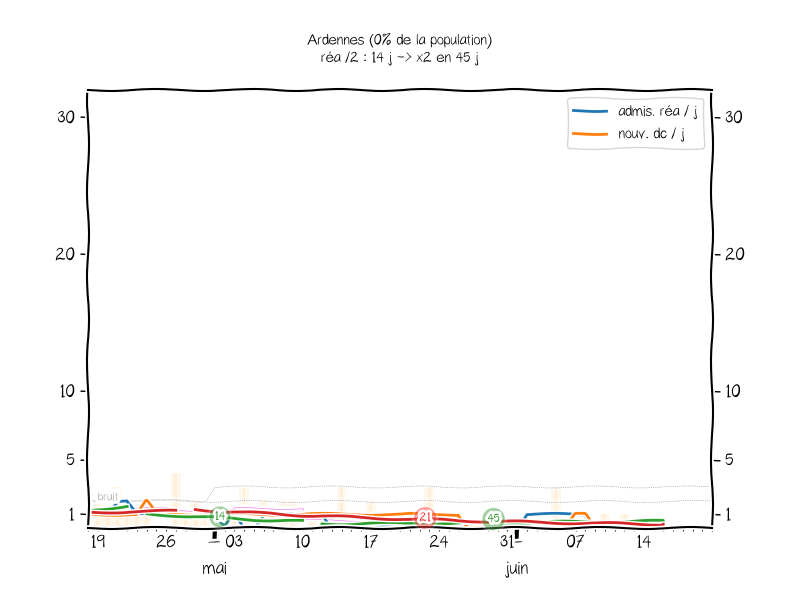 Ardennes (0% de la population)
réa /2 : 14 j -> x2 en 45 j
admis. réa / j
nouv. dc / j
30 30
20 20
10 10
5 5
bruit
1 14 21 45 1
19 26 03 10 17 24 31 07 14
mai juin